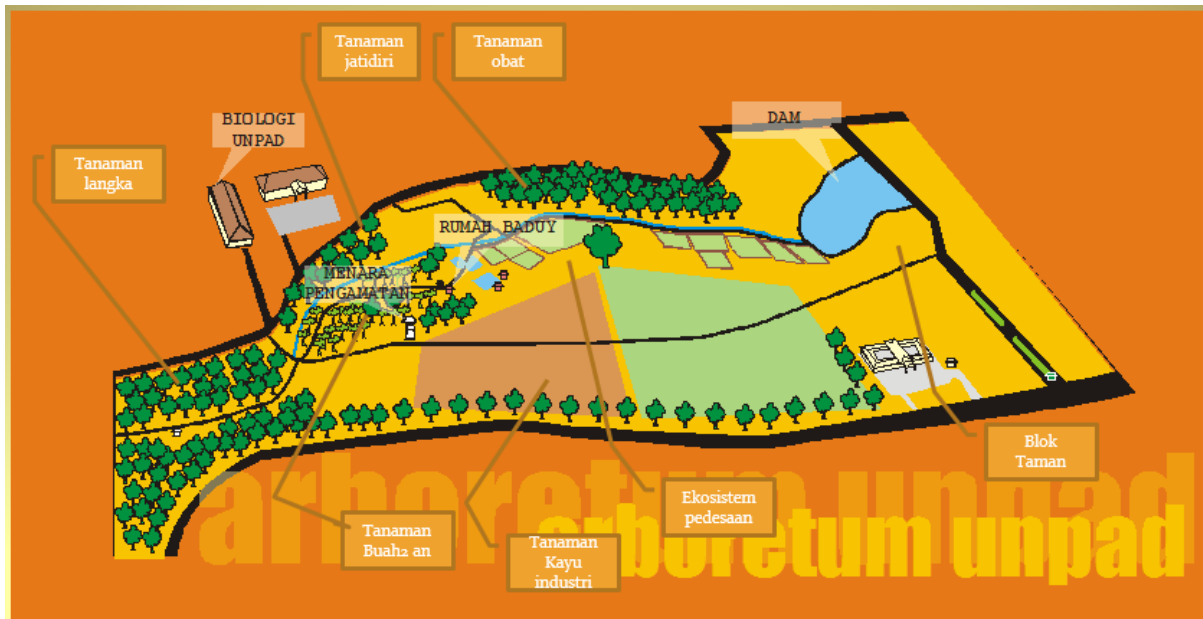 Tanaman
jatidiri
Tanaman
obat
BIOLOGI
UNPAD
DAM
Tanaman
langka
RUMAH BADUY
MENARA
PENGAMATAN
Blok
Taman
Ekosistem
pedesaan
Tanaman
Buah2 an
Tanaman
Kayu
industri
arboretum unpad
arboretum unpad